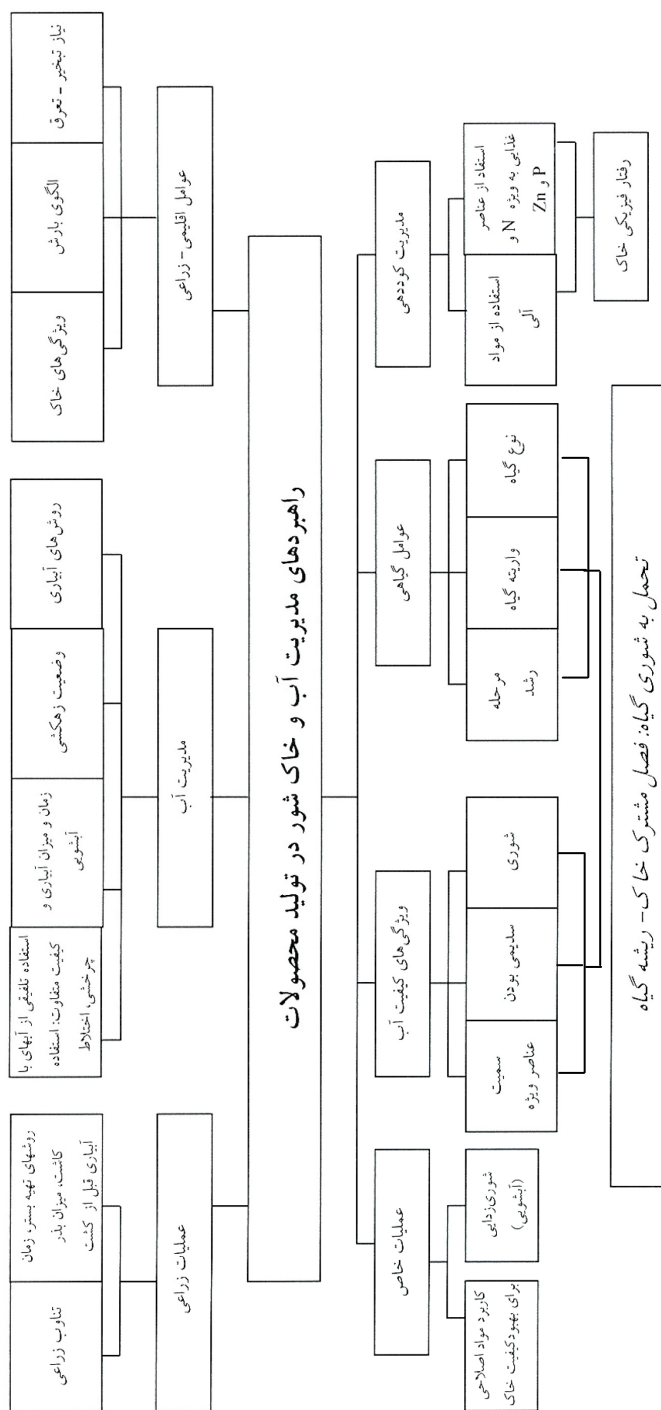 نیاز تبخیر - تعرق
الگوی بارش
ویژگی‌های خاک
عوامل اقلیمی - زراعی
روش‌های آبیاری
وضعیت زهکشی
زمان و میزان آبیاری و
آبشویی
استفاده تلفیقی از آبهای با
کیفیت متفاوت: استفاده
چرخشی، اختلاط
مدیریت آب
روشهای تهیه بستر، زمان
کاشت، میزان بذر
آبیاری قبل از کشت
تناوب زراعی
عملیات زراعی
راهبردهای مدیریت آب و خاک شور در تولید محصولات
مدیریت کوددهی
استفاد از عناصر
غذایی به ویژه N و
P و Zn
استفاده از مواد
آلی
رفتار فیزیکی خاک
عوامل گیاهی
نوع گیاه
واریته گیاه
مرحله
رشد
ویژگی‌های کیفیت آب
شوری
سدیمی بودن
سمیت
عناصر ویژه
عملیات خاص
شوری‌زدایی
(آبشویی)
کاربرد مواد اصلاحی
برای بهبود کیفیت خاک
تحمل به شوری گیاه: فصل مشترک خاک - ریشه گیاه